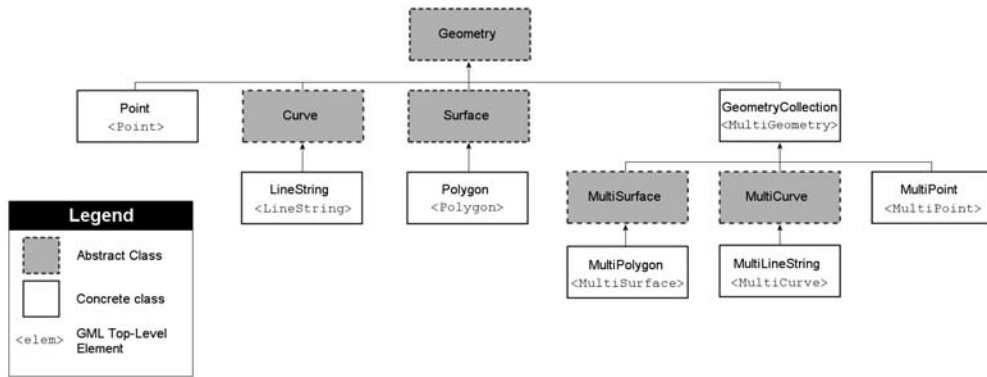 Geometry
Point
<Point>
Curve
Surface
GeometryCollection
<MultiGeometry>
LineString
<LineString>
Polygon
<Polygon>
MultiSurface
MultiCurve
MultiPoint
<MultiPoint>
MultiPolygon
<MultiSurface>
MultiLineString
<MultiCurve>
Legend
Abstract Class
Concrete class
<elem>
GML Top-Level
Element